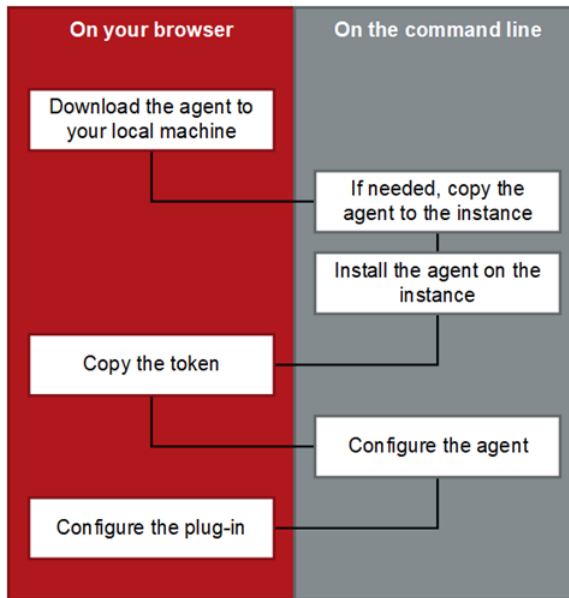 On your browser
On the command line
Download the agent to
your local machine
If needed, copy the
agent to the instance
Install the agent on the
instance
Copy the token
Configure the agent
Configure the plug-in